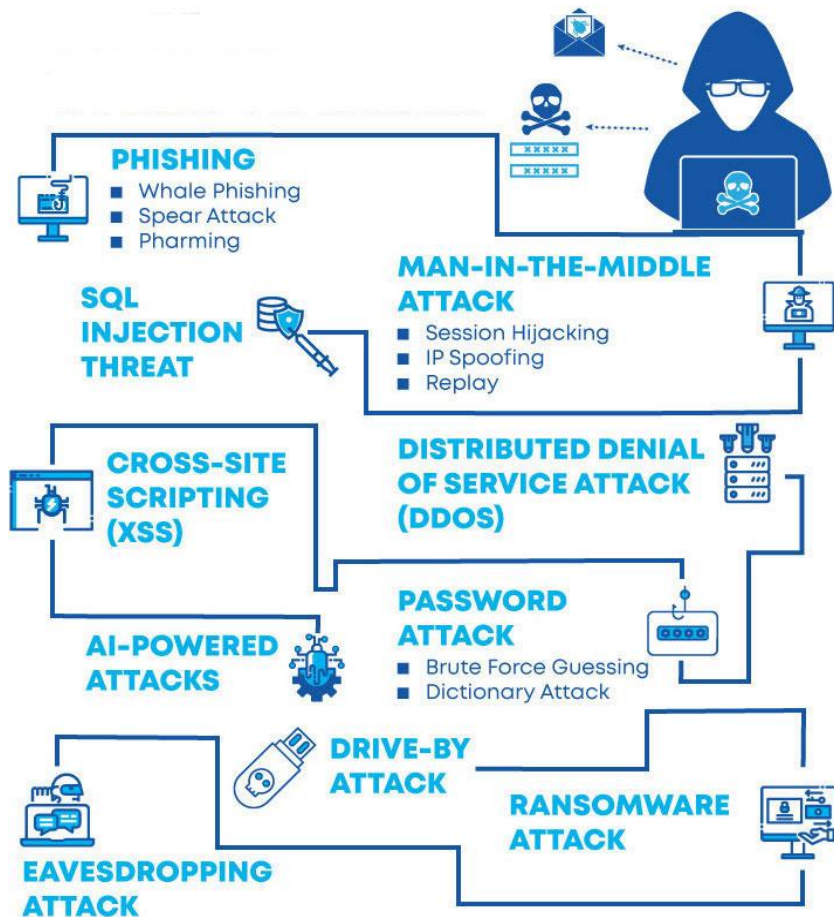 PHISHING
■ Whale Phishing
■ Spear Attack
■ Pharming
MAN-IN-THE-MIDDLE
ATTACK
■ Session Hijacking
■ IP Spoofing
■ Replay
SQL
INJECTION
THREAT
CROSS-SITE
SCRIPTING
(XSS)
DISTRIBUTED DENIAL
OF SERVICE ATTACK
(DDOS)
PASSWORD
ATTACK
■ Brute Force Guessing
■ Dictionary Attack
AI-POWERED
ATTACKS
DRIVE-BY
ATTACK
RANSOMWARE
ATTACK
EAVESDROPPING
ATTACK